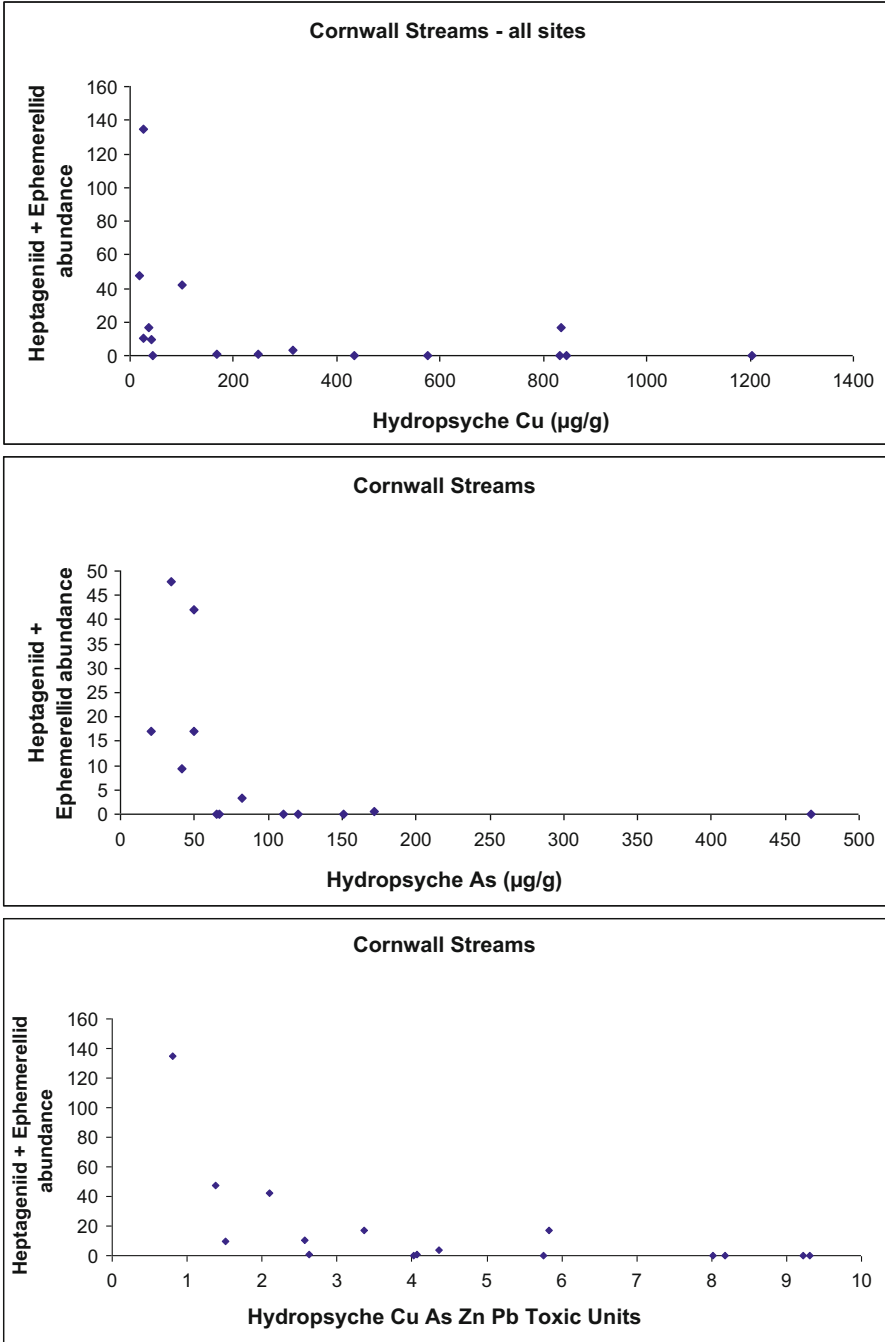 Cornwall Streams - all sites
Heptageniid + Ephemerellid
abundance
160
140
120
100
80
60
40
20
0
0 200 400 600 800 1000 1200 1400
Hydropsyche Cu (µg/g)
Cornwall Streams
Heptageniid +
Ephemerellid abundance
50
45
40
35
30
25
20
15
10
5
0
0 50 100 150 200 250 300 350 400 450 500
Hydropsyche As (µg/g)
Cornwall Streams
Heptageniid + Ephemerellid
abundance
160
140
120
100
80
60
40
20
0
0 1 2 3 4 5 6 7 8 9 10
Hydropsyche Cu As Zn Pb Toxic Units